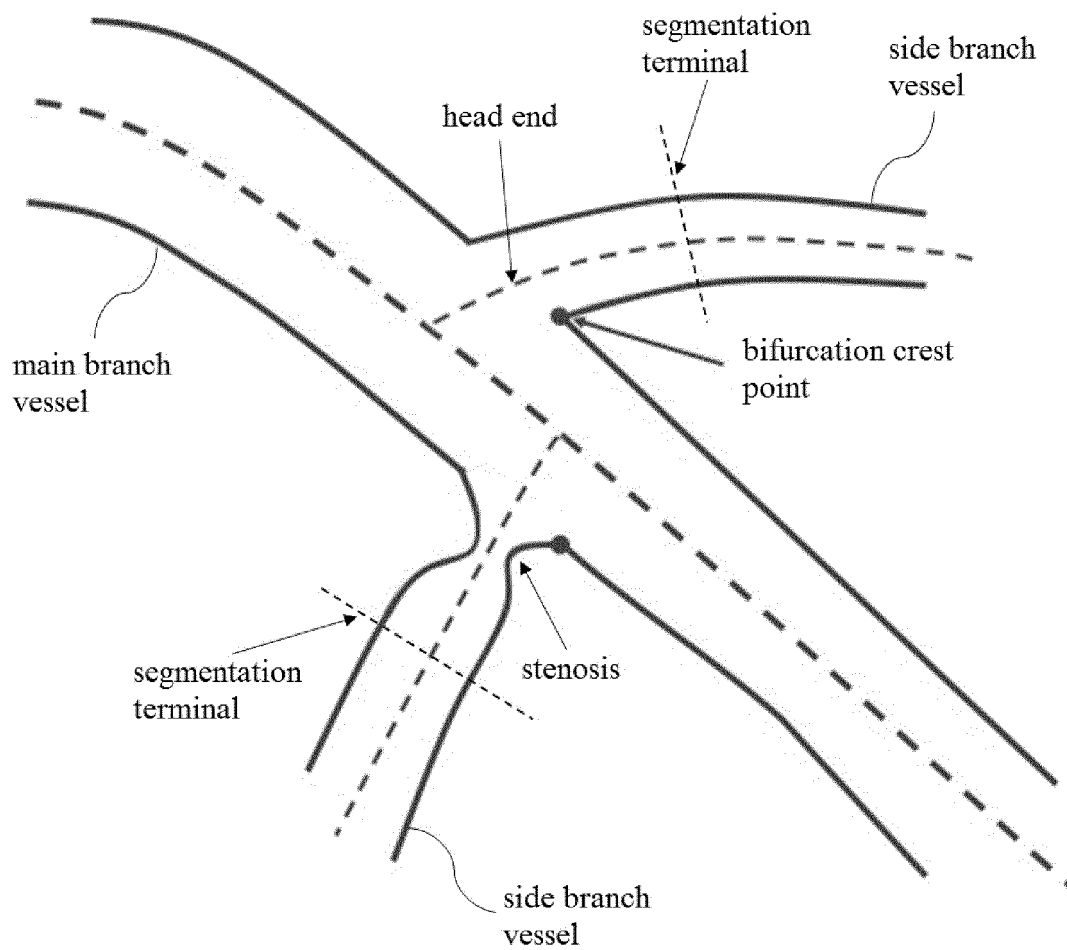 segmentation
terminal
side branch
vessel
head end
main branch
vessel
bifurcation crest
point
segmentation
terminal
stenosis
side branch
vessel